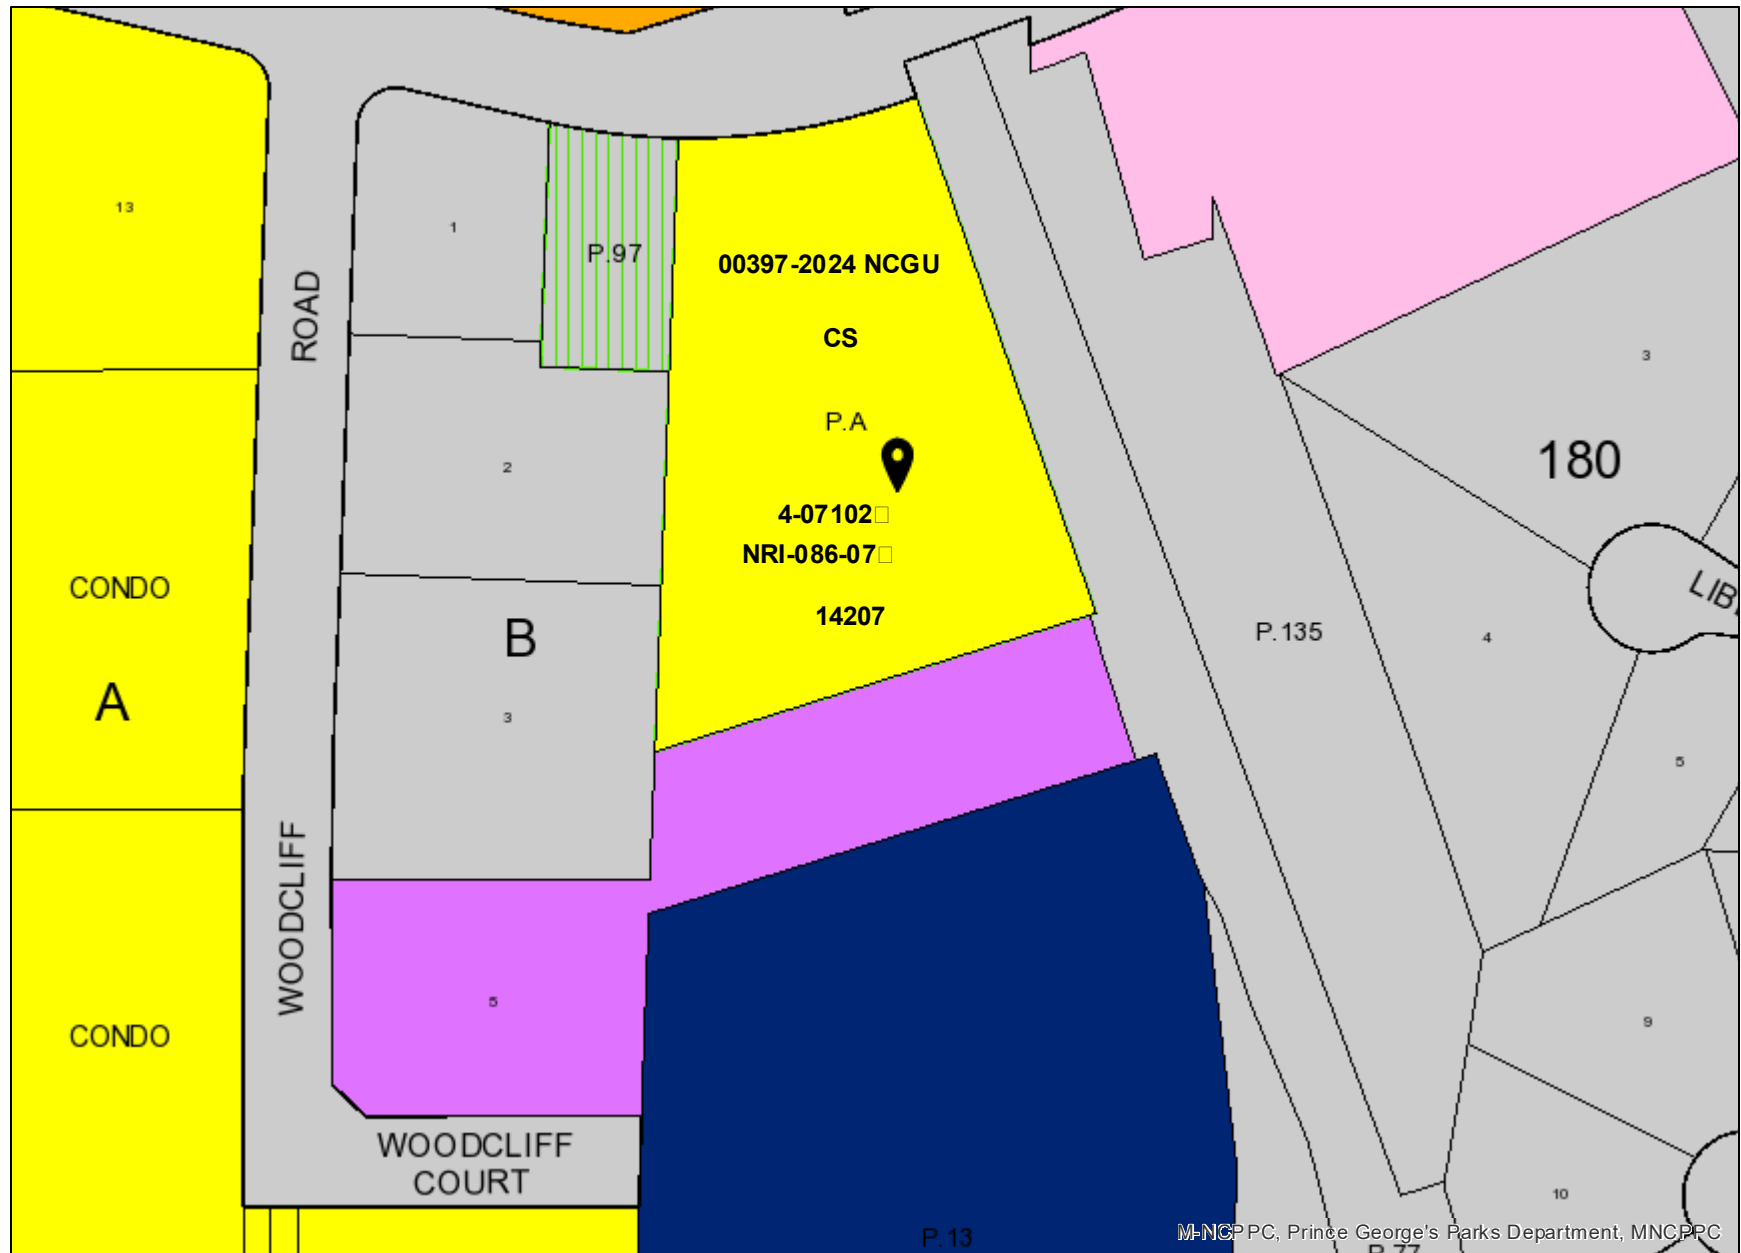 13
1
P.97
00397-2024 NCGU
ROAD
CS
3
P.A
2
180
4-07102
NRI-086-07
CONDO
LIB
14207
B
P.135
4
A
3
5
WOODCLIFF
5
9
CONDO
WOODCLIFF
COURT
10
P.13
M-NCPPC, Prince George's Parks Department, MNCPPC
P.77